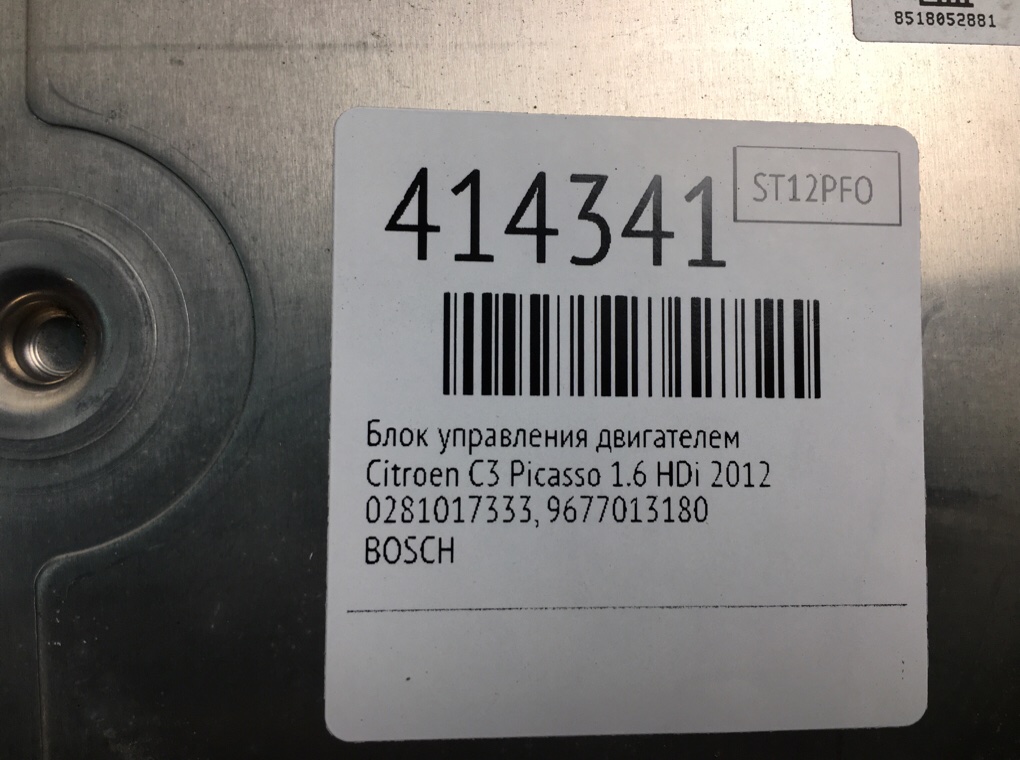 8518052881
414341
ST12PFO
Блок управления двигателем
Citroen C3 Picasso 1.6 HDi 2012
0281017333, 9677013180
BOSCH